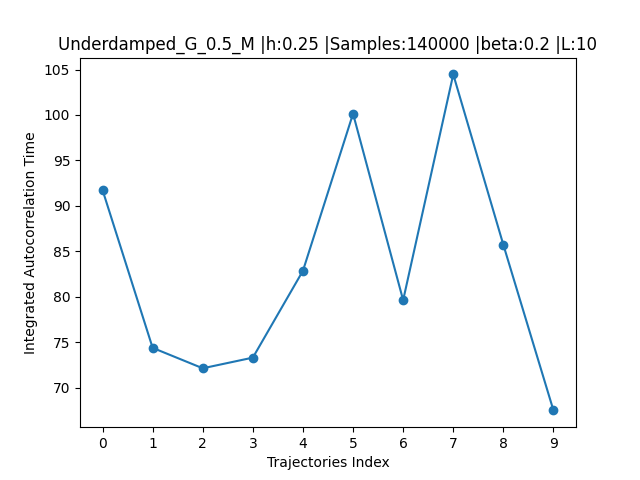 Underdamped_G_0.5_M |h:0.25 |Samples:140000 |beta:0.2 |L:10
105
100
95
90
85
80
75
70
Integrated Autocorrelation Time
0 1 2 3 4 5 6 7 8 9
Trajectories Index